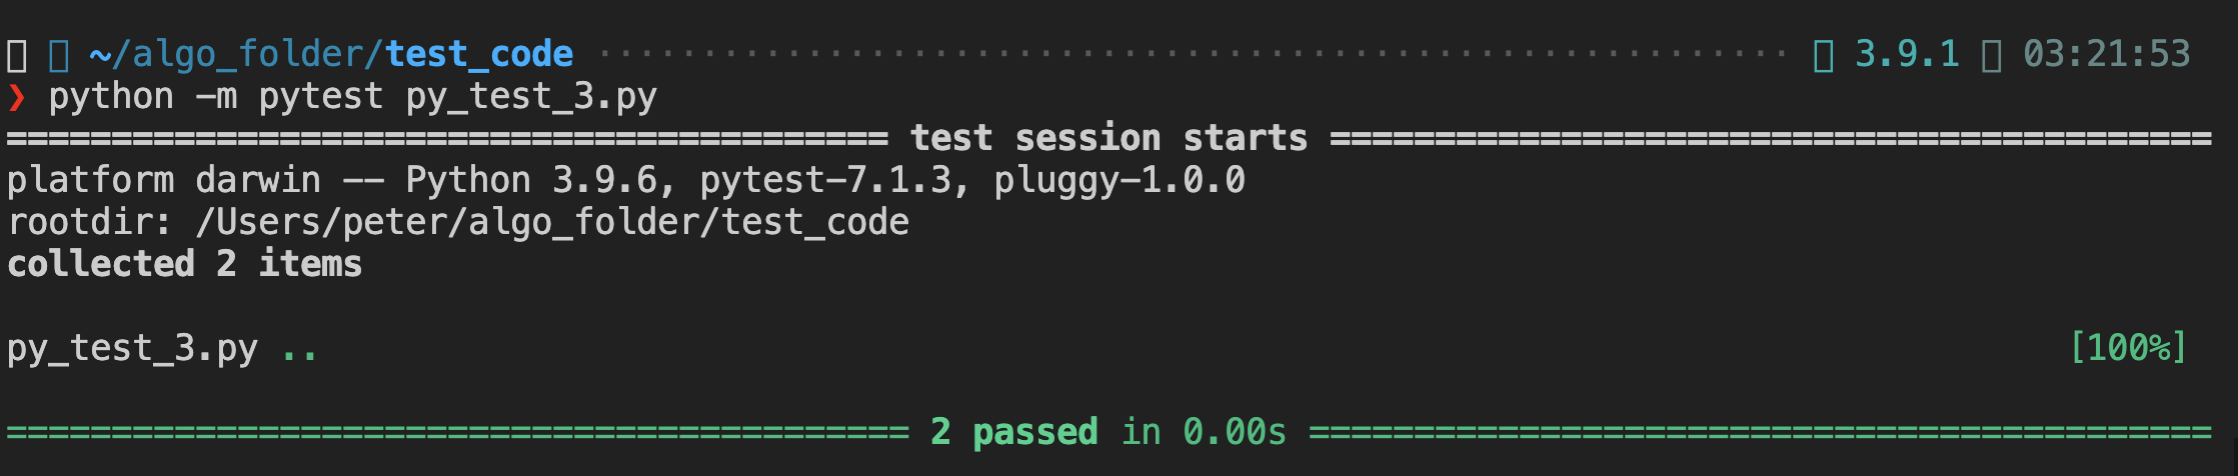 ~/algo_folder/test_code ························································· 3.9.1 03:21:53
❯ python -m pytest py_test_3.py
========================================== test session starts ==========================================
platform darwin -- Python 3.9.6, pytest-7.1.3, pluggy-1.0.0
rootdir: /Users/peter/algo_folder/test_code
collected 2 items
py_test_3.py .. [100%]
=========================================== 2 passed in 0.00s ===========================================